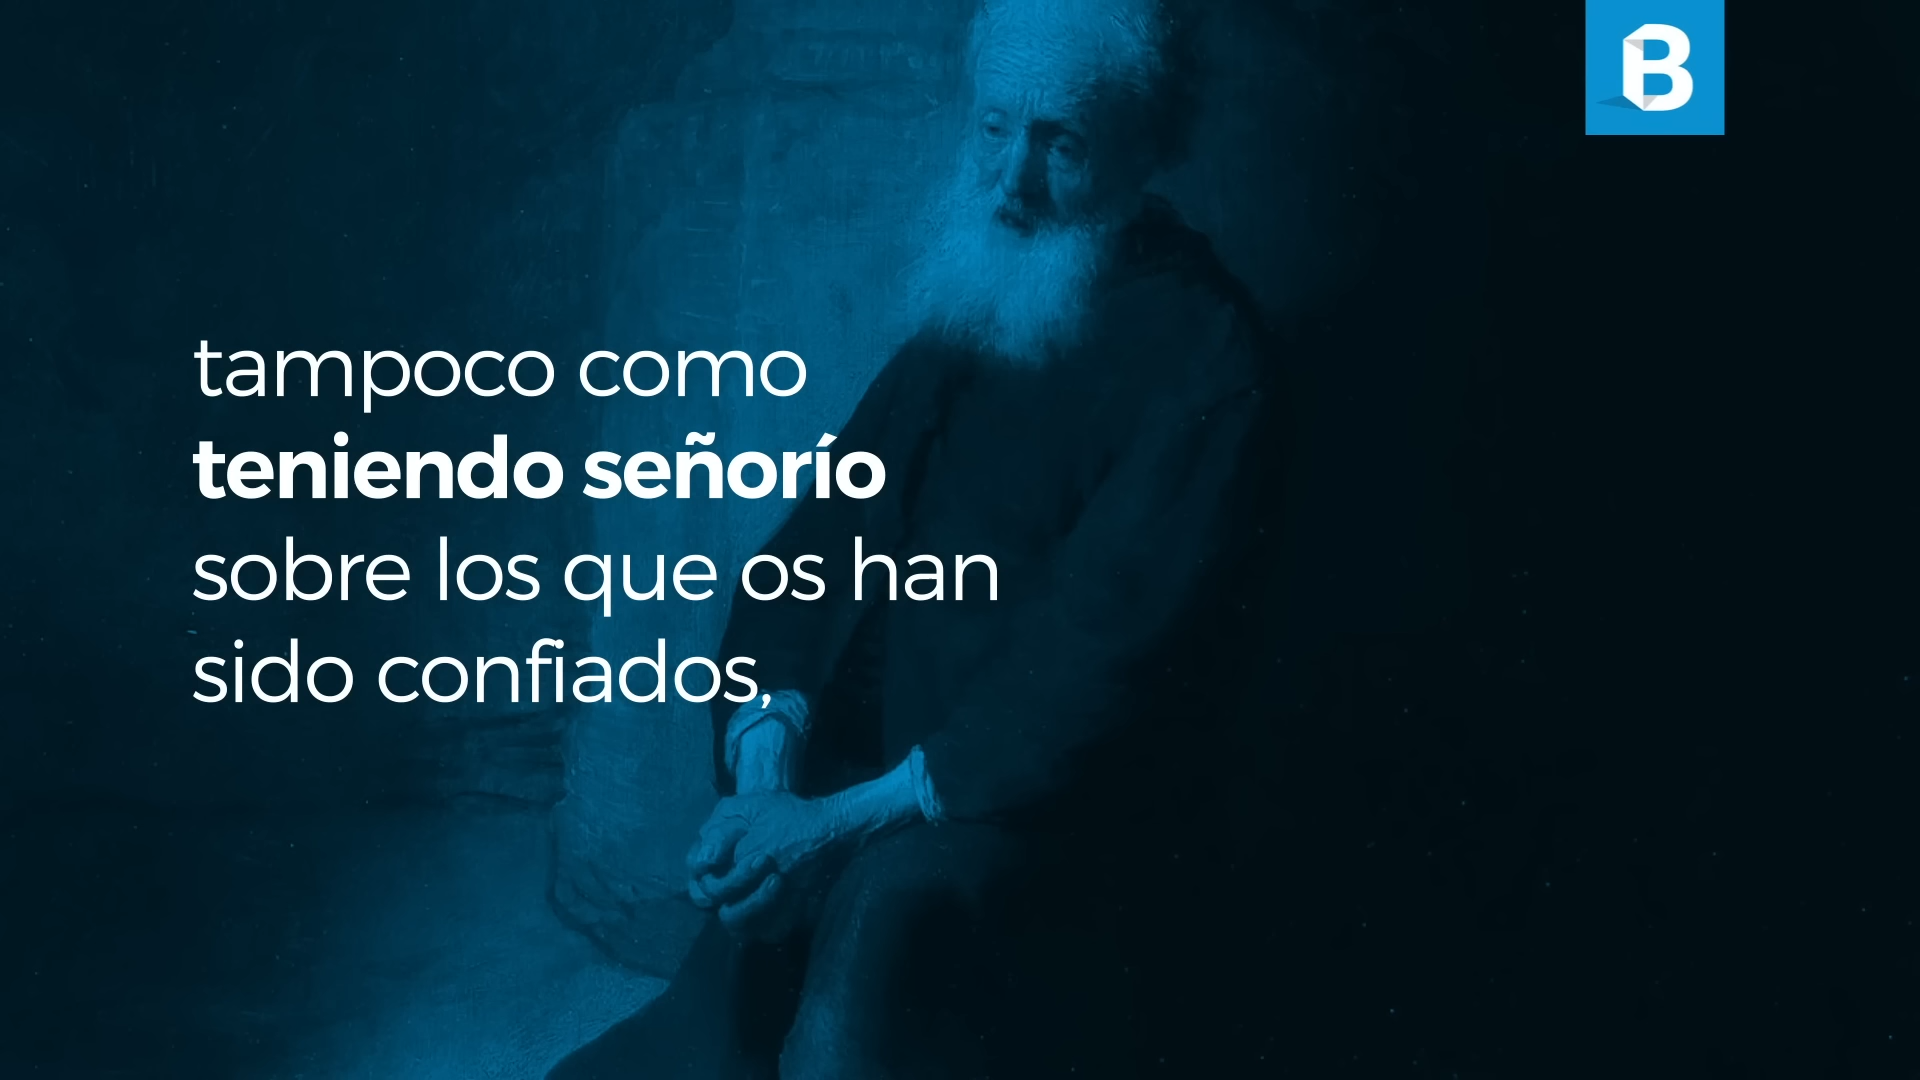 B
tampoco como
teniendo señorío
sobre los que os han
sido confiados,